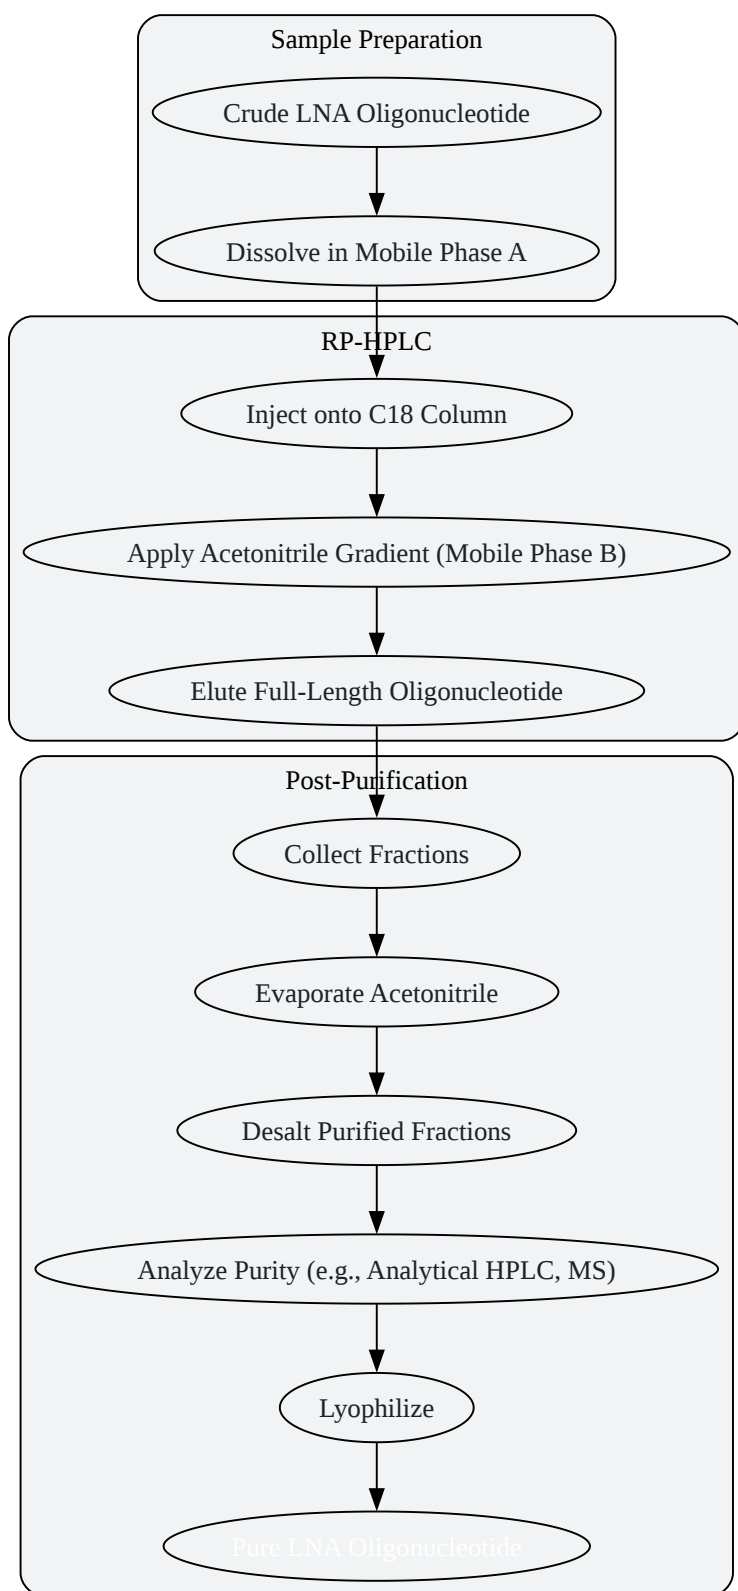 Sample Preparation
Crude LNA Oligonucleotide
Dissolve in Mobile Phase A
RP-HPLC
Inject onto C18 Column
Apply Acetonitrile Gradient (Mobile Phase B)
Elute Full-Length Oligonucleotide
Post-Purification
Collect Fractions
Evaporate Acetonitrile
Desalt Purified Fractions
Analyze Purity (e.g., Analytical HPLC, MS)
Lyophilize
Pure LNA Oligonucleotide